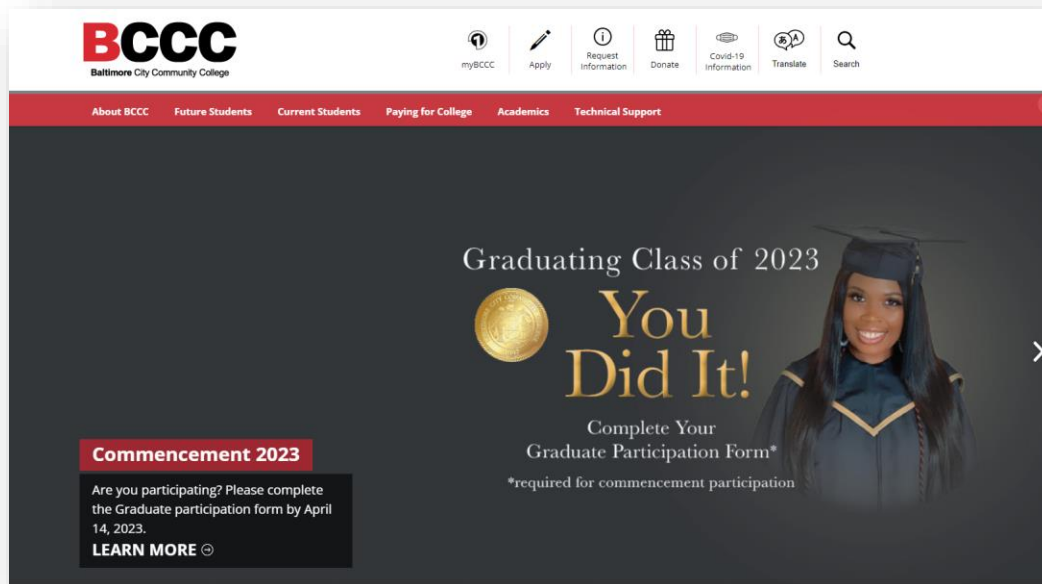 BCCC
Baltimore City Community College
myBCCC
Apply
Request
Information
Donate
Covid-19
Information
Translate
Search
About BCCC Future Students Current Students Paying for College Academics Technical Support
Graduating Class of 2023
You
Did It!
Complete Your
Graduate Participation Form*
*required for commencement participation
Commencement 2023
Are you participating? Please complete
the Graduate participation form by April
14, 2023.
LEARN MORE